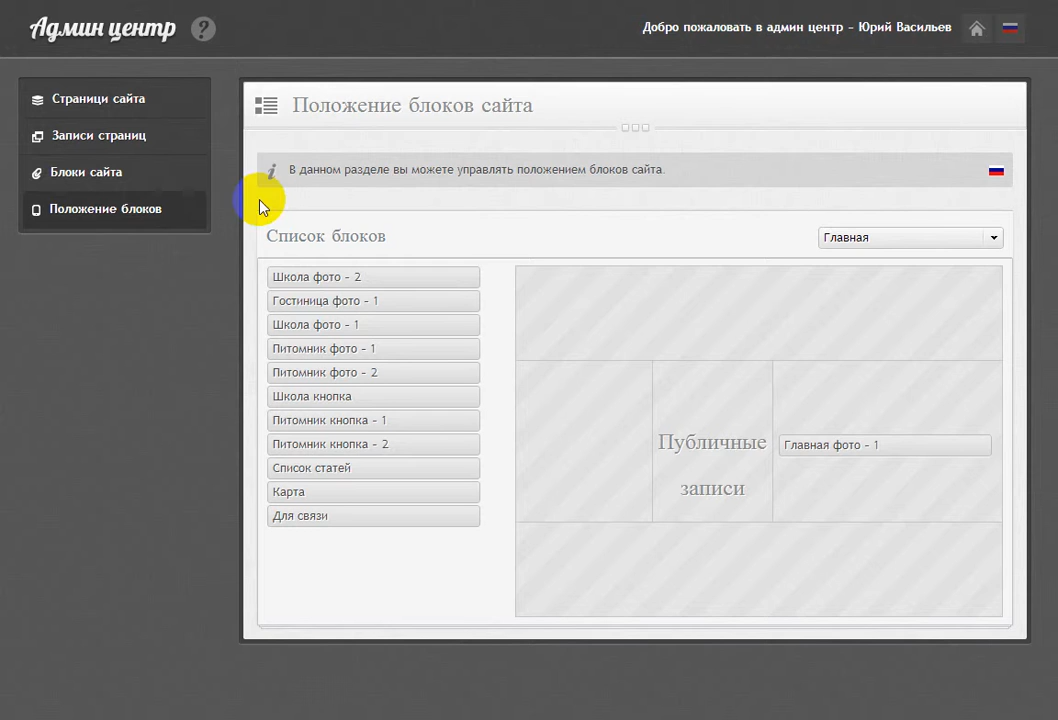 Админ центр
?
Добро пожаловать в админ центр - Юрий Васильев
Страници сайта
Записи страниц
Блоки сайта
Положение блоков
Положение блоков сайта
В данном разделе вы можете управлять положением блоков сайта.
Список блоков
Главная
Школа фото - 2
Гостиница фото - 1
Школа фото - 1
Питомник фото - 1
Питомник фото - 2
Школа кнопка
Питомник кнопка - 1
Питомник кнопка - 2
Список статей
Карта
Для связи
Публичные
записи
Главная фото - 1